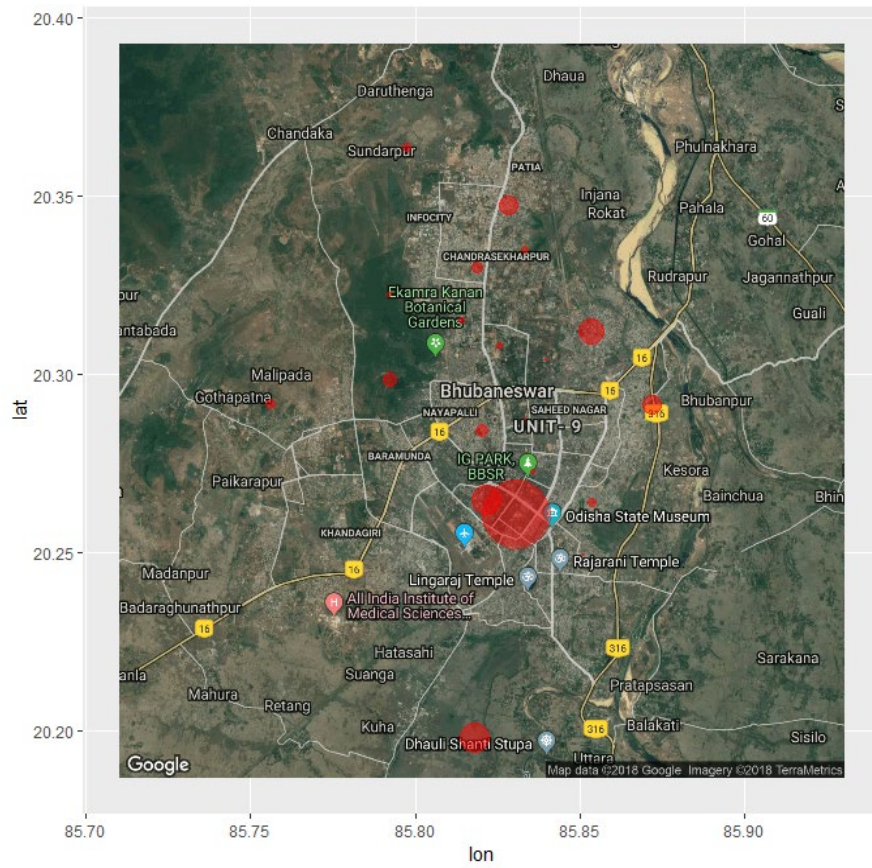 20.40
Dhaua
Daruthenga
Chandaka
Phulnakhara
Sundarpur
PATIA
20.35
Injana
Rokat
Pahala
INFOCITY
60
Gohal
CHANDRASEKHARPUR
Rudrapur
Jagannathpur
Ekamra Kanan
Botanical
Gardens
Guali
antabada
16
20.30
Malipada
Bhubaneswar
16
Gothapatna
Bhubanpur
NAYAPALLI
SAHEED NAGAR
316
UNIT- 9
16
BARAMUNDA
IG PARK,
BBSR
Kesora
Paikarapur
Bainchua
Bhin
Odisha State Museum
lat
20.25
KHANDAGIRI
Rajarani Temple
16
Madanpur
Lingaraj Temple
All India Institute of
Medical Sciences...
Badaraghunathpur
16
316
Hatasahi
Sarakana
anla
Suanga
Pratapsasan
Mahura
Retang
20.20
Kuha
Balakati
316
Sisilo
Dhauli Shanti Stupa
Uttara
Google
Map data ©2018 Google Imagery ©2018 TerraMetrics
85.70
85.75
85.80
85.85
85.90
lon